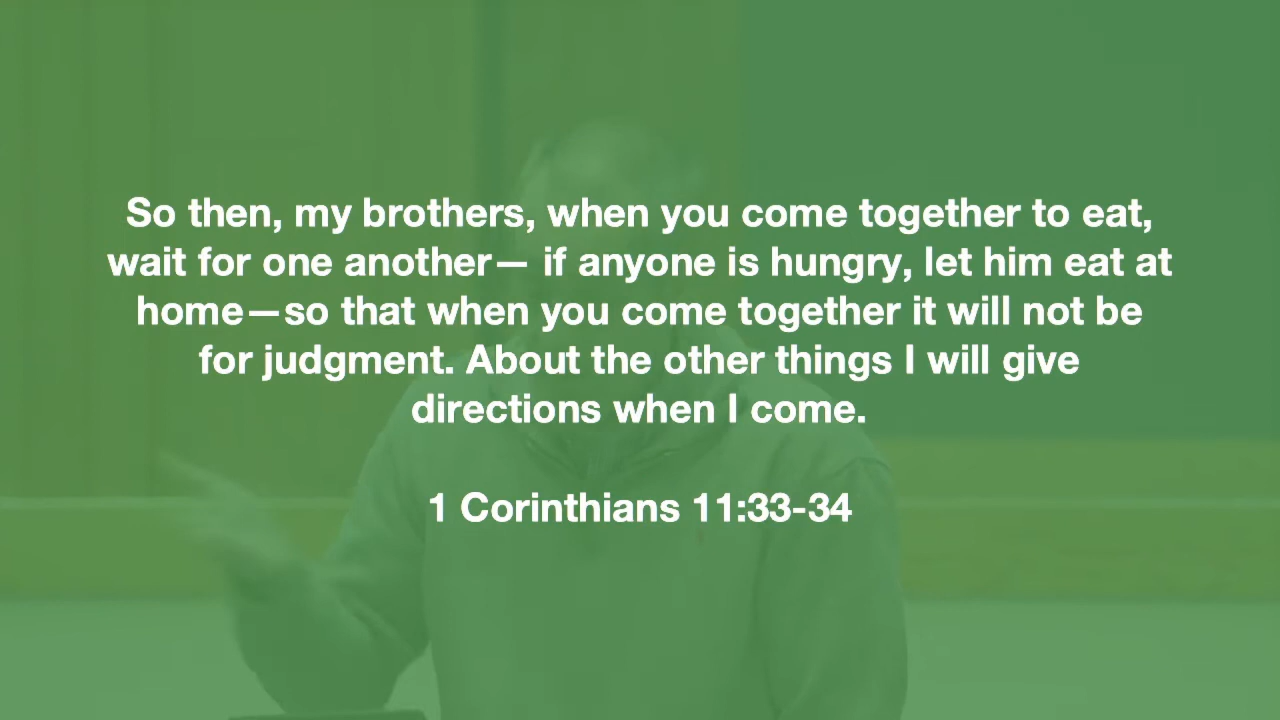 So then, my brothers, when you come together to eat,
wait for one another— if anyone is hungry, let him eat at
home—so that when you come together it will not be
for judgment. About the other things I will give
directions when I come.
1 Corinthians 11:33-34